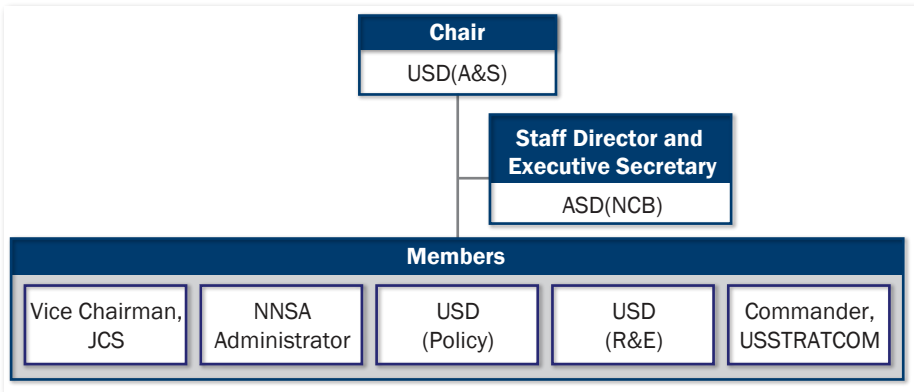 Chair
USD(A&S)
Staff Director and
Executive Secretary
ASD(NCB)
Members
Vice Chairman,
JCS
NNSA
Administrator
USD
(Policy)
USD
(R&E)
Commander,
USSTRATCOM